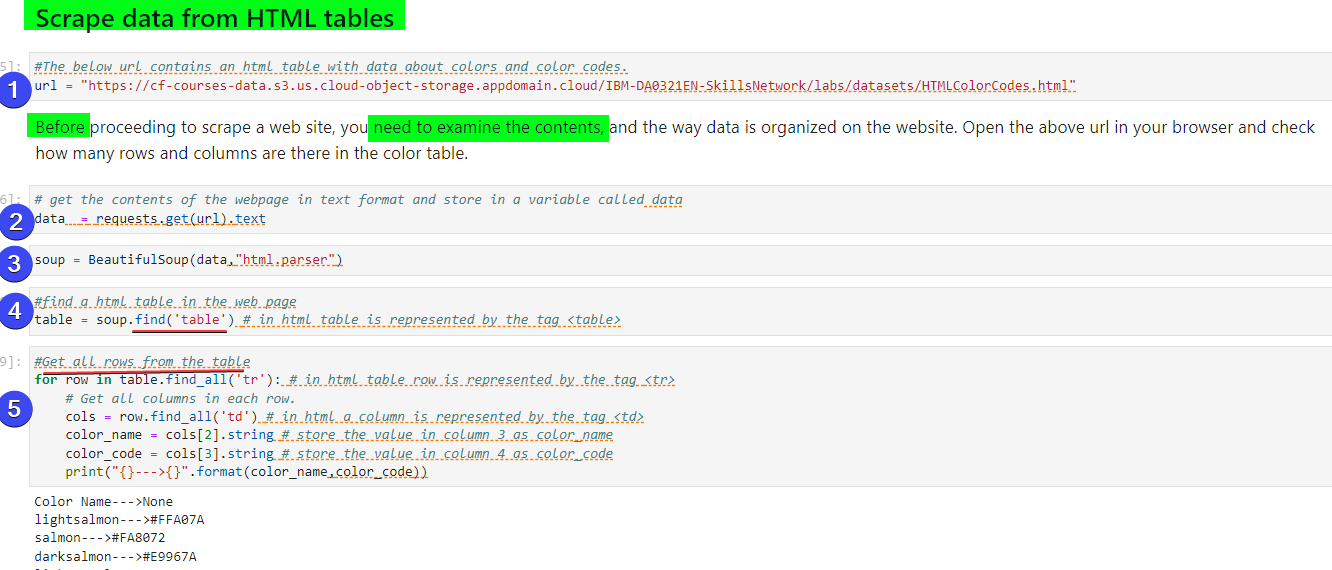 Scrape data from HTML tables
5]: #The below url contains an html table with data about colors and color codes.
1 url = "https://cf-courses-data.s3.us.cloud-object-storage.appdomain.cloud/IBM-DA0321EN-SkillsNetwork/labs/datasets/HTMLColorCodes.html"
Before proceeding to scrape a web site, you need to examine the contents, and the way data is organized on the website. Open the above url in your browser and check
how many rows and columns are there in the color table.
6]: # get the contents of the webpage in text format and store in a variable called data
2 data  = requests.get(url).text
3 soup = BeautifulSoup(data,"html.parser")
#find a html table in the web page
4 table = soup.find('table') # in html table is represented by the tag <table>
9]: #Get all rows from the table
for row in table.find_all('tr'): # in html table row is represented by the tag <tr>
# Get all columns in each row.
5 cols = row.find_all('td') # in html a column is represented by the tag <td>
color_name = cols[2].string # store the value in column 3 as color_name
color_code = cols[3].string # store the value in column 4 as color_code
print("{}--->{}".format(color_name,color_code))
Color Name--->None
lightsalmon--->#FFA07A
salmon--->#FA8072
darksalmon--->#E9967A